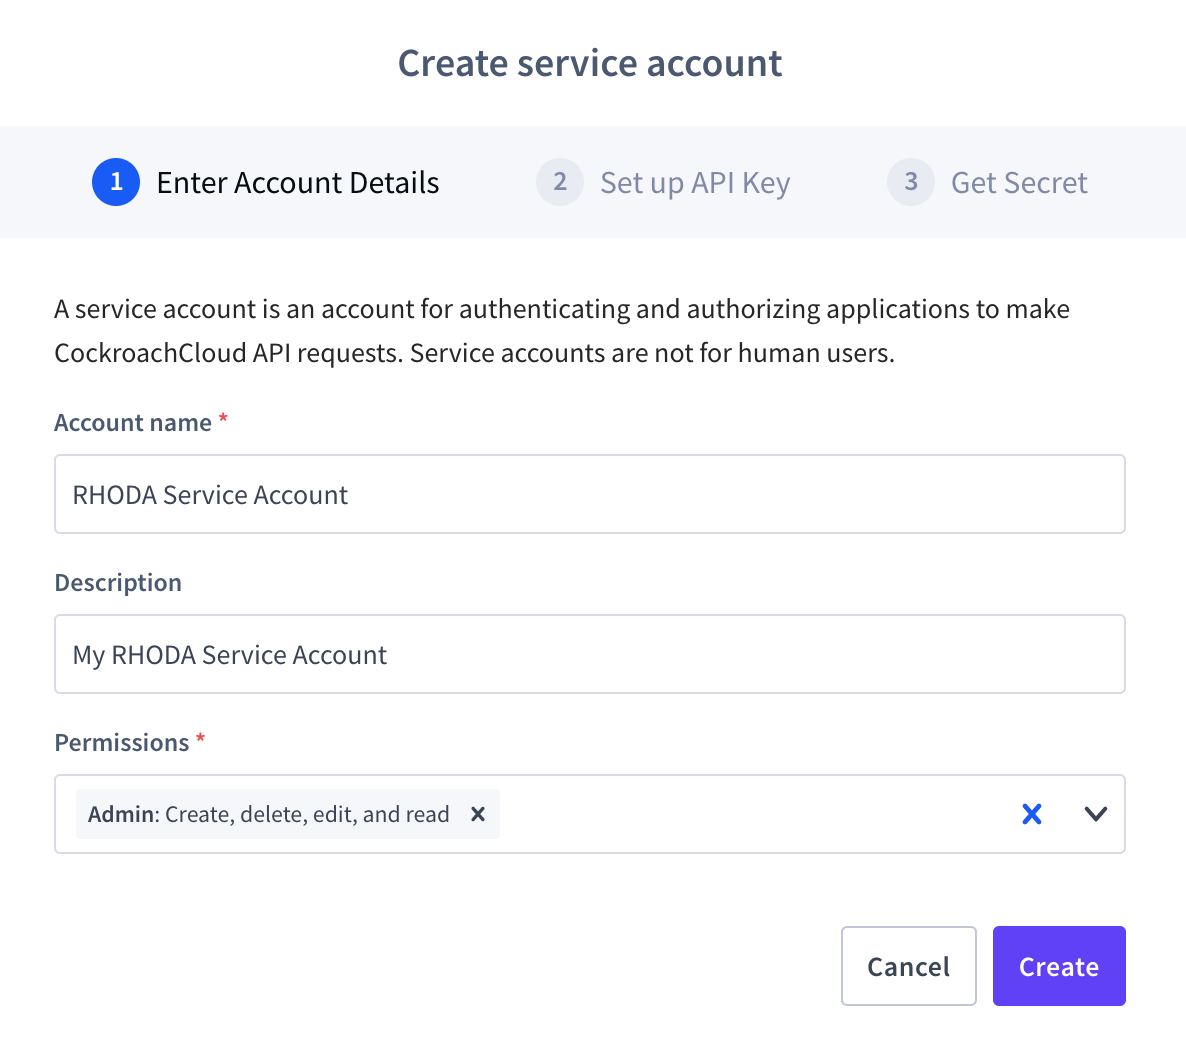 Create service account
1 Enter Account Details 2 Set up API Key 3 Get Secret
A service account is an account for authenticating and authorizing applications to make
CockroachCloud API requests. Service accounts are not for human users.
Account name *
RHODA Service Account
Description
My RHODA Service Account
Permissions *
Admin: Create, delete, edit, and read
Cancel Create